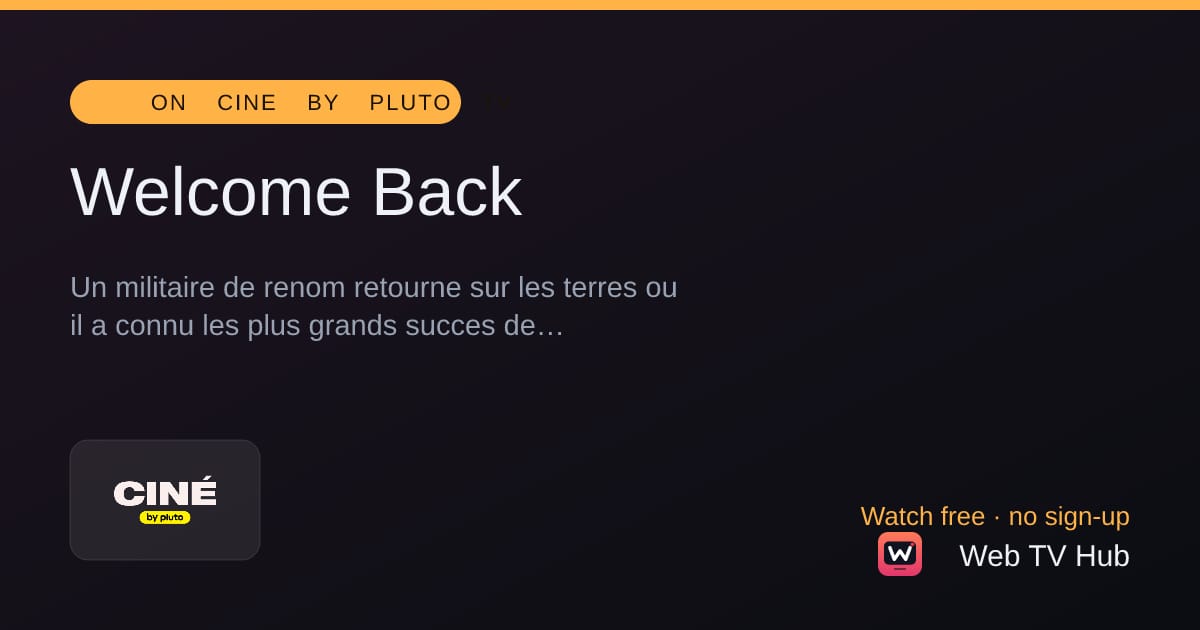 ON CINE BY PLUTO TV
Welcome Back
Un militaire de renom retourne sur les terres ou
il a connu les plus grands succes de…
CINÉ
by pluto
Watch free · no sign-up
W
Web TV Hub